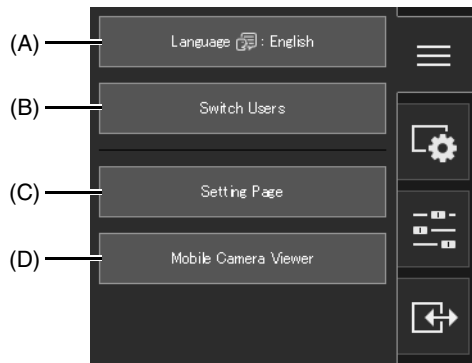 (A) Language : English
(B) Switch Users
(C) Setting Page
(D) Mobile Camera Viewer